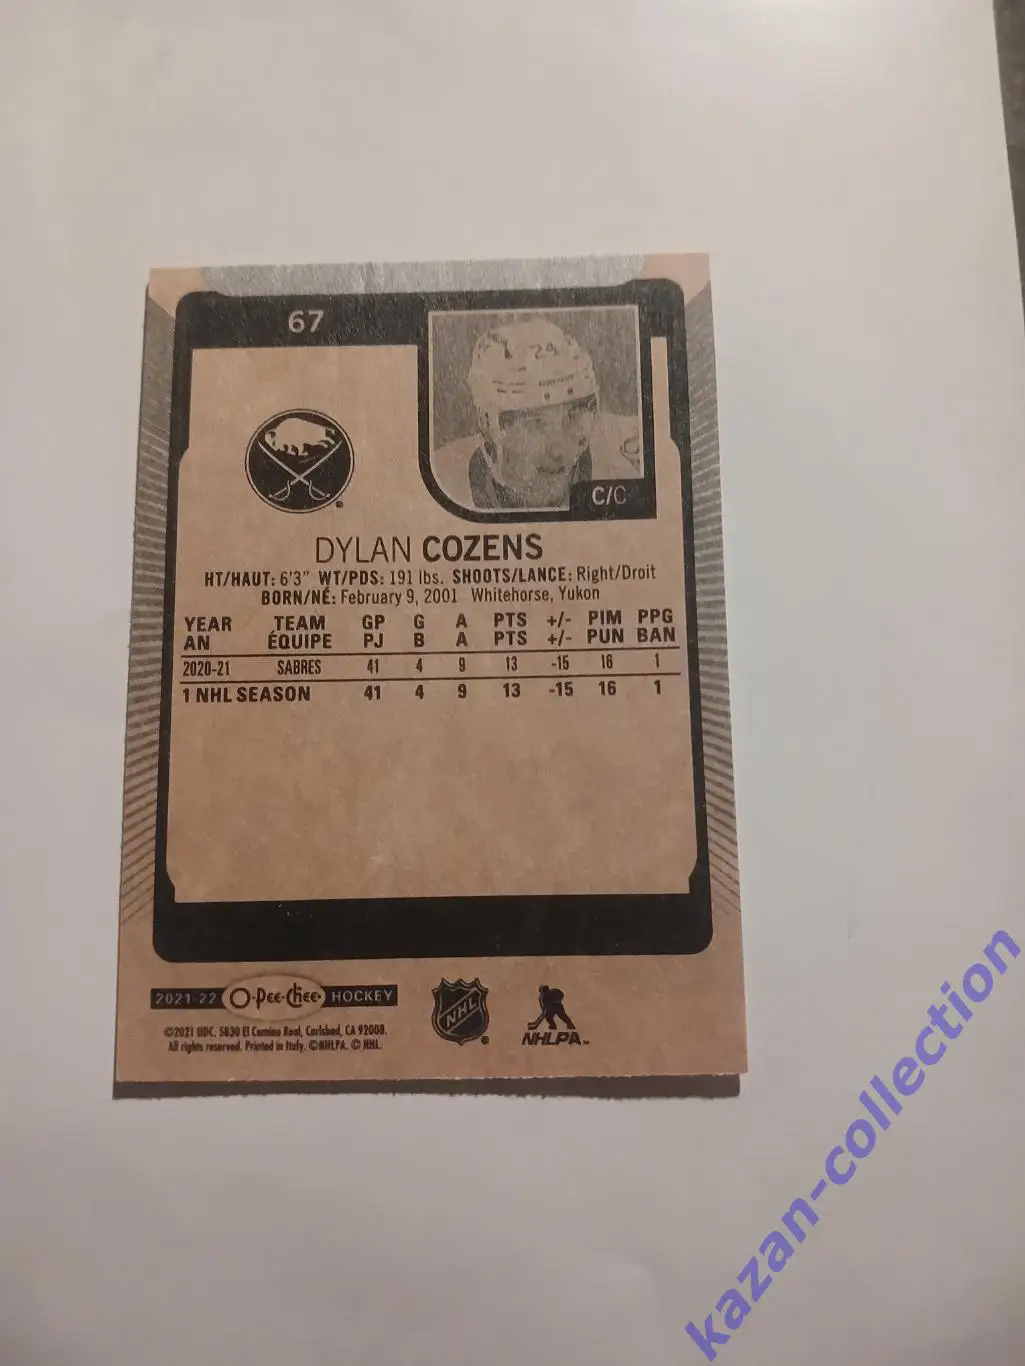 67
24
C/C
DYLAN COZENS
HT/HAUT: 6'3" WT/PDS: 191 lbs. SHOOTS/LANCE: Right/Droit
BORN/NÉ: February 9, 2001 Whitehorse, Yukon
YEAR TEAM GP G A PTS +/- PIM PPG
AN ÉQUIPE PJ B A PTS +/- PUN BAN
2020-21 SABRES 41 4 9 13 -15 16 1
1 NHL SEASON 41 4 9 13 -15 16 1
2021-22 O-Pee-Chee HOCKEY
©2021 UDC. 5830 El Camino Real, Carlsbad, CA 92008.
All rights reserved. Printed in Italy. ©NHLPA. © NHL.
NHL ®
NHLPA™
kazan-collection